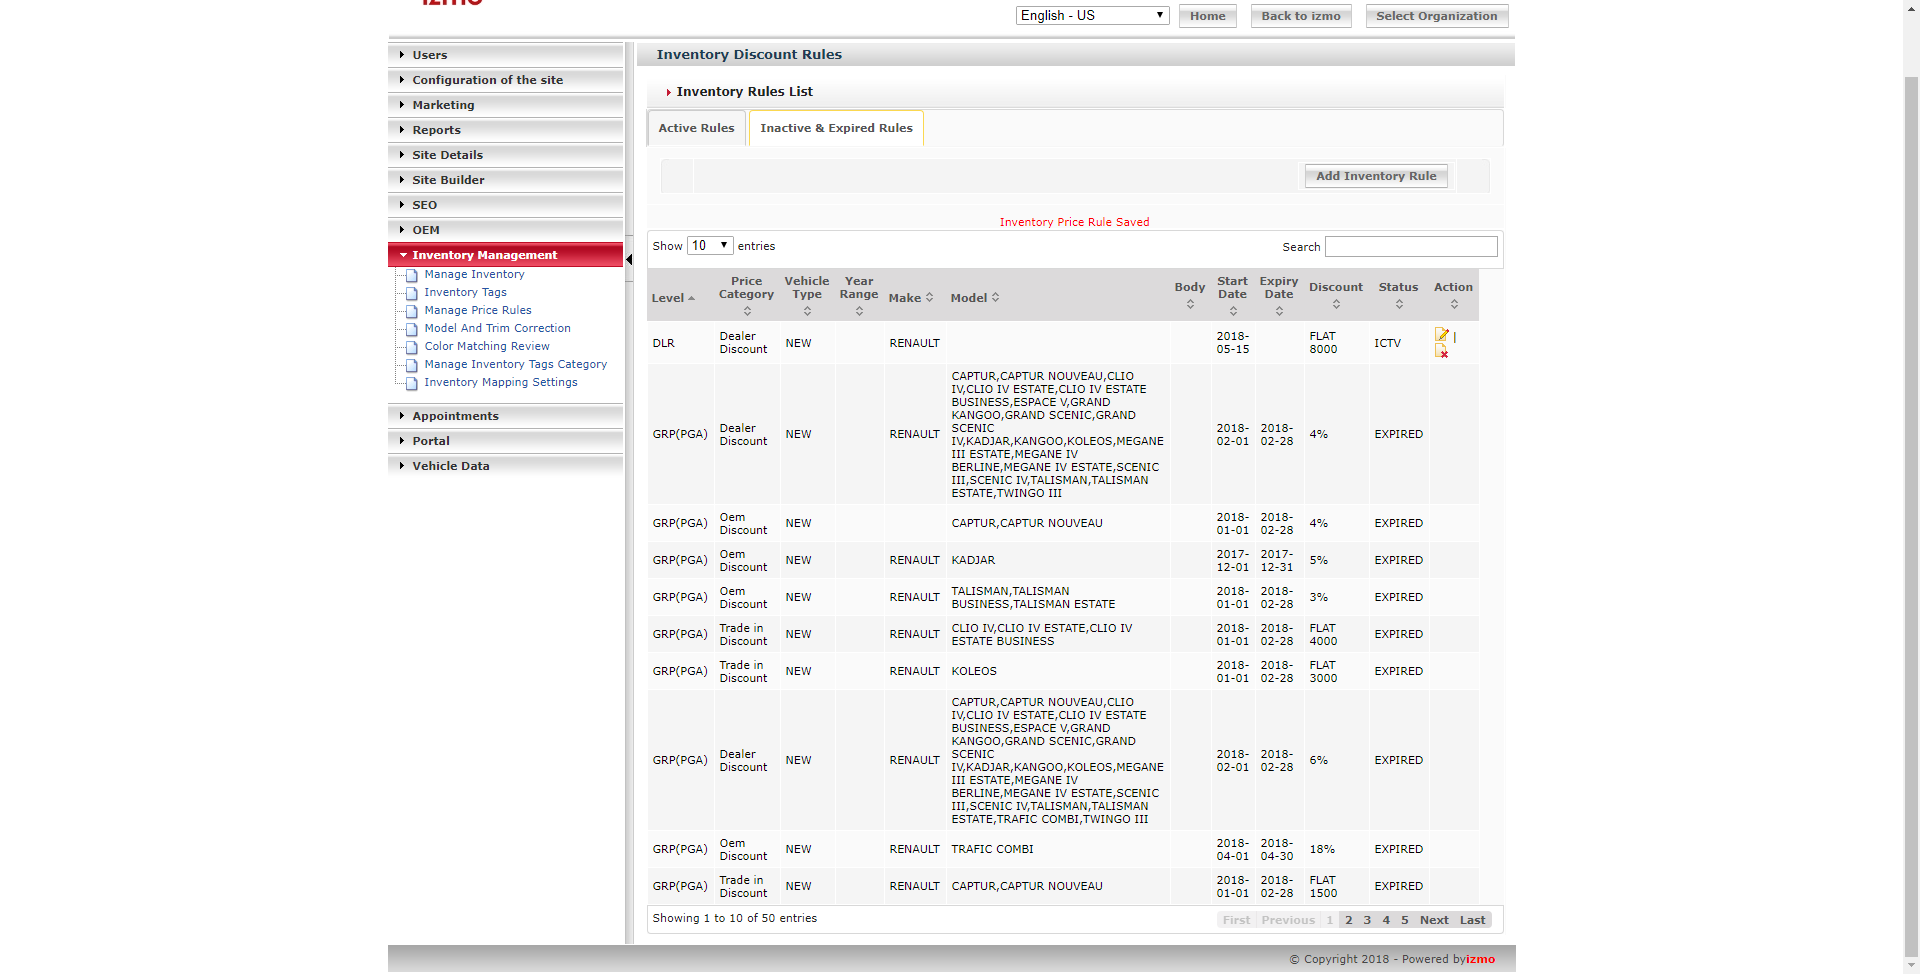 izmo
English - US
Home
Back to izmo
Select Organization
Users
Configuration of the site
Marketing
Reports
Site Details
Site Builder
SEO
OEM
Inventory Management
Manage Inventory
Inventory Tags
Manage Price Rules
Model And Trim Correction
Color Matching Review
Manage Inventory Tags Category
Inventory Mapping Settings
Appointments
Portal
Vehicle Data
Inventory Discount Rules
Inventory Rules List
Active Rules
Inactive & Expired Rules
Add Inventory Rule
Inventory Price Rule Saved
Show 10 entries
Search
Level
Price
Category
Vehicle
Type
Year
Range
Make
Model
Body
Start
Date
Expiry
Date
Discount
Status
Action
DLR
Dealer
Discount
NEW
RENAULT
2018-
05-15
FLAT
8000
ICTV
|
GRP(PGA)
Dealer
Discount
NEW
RENAULT
CAPTUR,CAPTUR NOUVEAU,CLIO
IV,CLIO IV ESTATE,CLIO IV ESTATE
BUSINESS,ESPACE V,GRAND
KANGOO,GRAND SCENIC,GRAND
SCENIC
IV,KADJAR,KANGOO,KOLEOS,MEGANE
III ESTATE,MEGANE IV
BERLINE,MEGANE IV ESTATE,SCENIC
III,SCENIC IV,TALISMAN,TALISMAN
ESTATE,TWINGO III
2018-
02-01
2018-
02-28
4%
EXPIRED
GRP(PGA)
Oem
Discount
NEW
CAPTUR,CAPTUR NOUVEAU
2018-
01-01
2018-
02-28
4%
EXPIRED
GRP(PGA)
Oem
Discount
NEW
RENAULT
KADJAR
2017-
12-01
2017-
12-31
5%
EXPIRED
GRP(PGA)
Oem
Discount
NEW
RENAULT
TALISMAN,TALISMAN
BUSINESS,TALISMAN ESTATE
2018-
01-01
2018-
02-28
3%
EXPIRED
GRP(PGA)
Trade in
Discount
NEW
RENAULT
CLIO IV,CLIO IV ESTATE,CLIO IV
ESTATE BUSINESS
2018-
01-01
2018-
02-28
FLAT
4000
EXPIRED
GRP(PGA)
Trade in
Discount
NEW
RENAULT
KOLEOS
2018-
01-01
2018-
02-28
FLAT
3000
EXPIRED
GRP(PGA)
Dealer
Discount
NEW
RENAULT
CAPTUR,CAPTUR NOUVEAU,CLIO
IV,CLIO IV ESTATE,CLIO IV ESTATE
BUSINESS,ESPACE V,GRAND
KANGOO,GRAND SCENIC,GRAND
SCENIC
IV,KADJAR,KANGOO,KOLEOS,MEGANE
III ESTATE,MEGANE IV
BERLINE,MEGANE IV ESTATE,SCENIC
III,SCENIC IV,TALISMAN,TALISMAN
ESTATE,TRAFIC COMBI,TWINGO III
2018-
02-01
2018-
02-28
6%
EXPIRED
GRP(PGA)
Oem
Discount
NEW
RENAULT
TRAFIC COMBI
2018-
04-01
2018-
04-30
18%
EXPIRED
GRP(PGA)
Trade in
Discount
NEW
RENAULT
CAPTUR,CAPTUR NOUVEAU
2018-
01-01
2018-
02-28
FLAT
1500
EXPIRED
Showing 1 to 10 of 50 entries
First Previous 1 2 3 4 5 Next Last
© Copyright 2018 - Powered byizmo